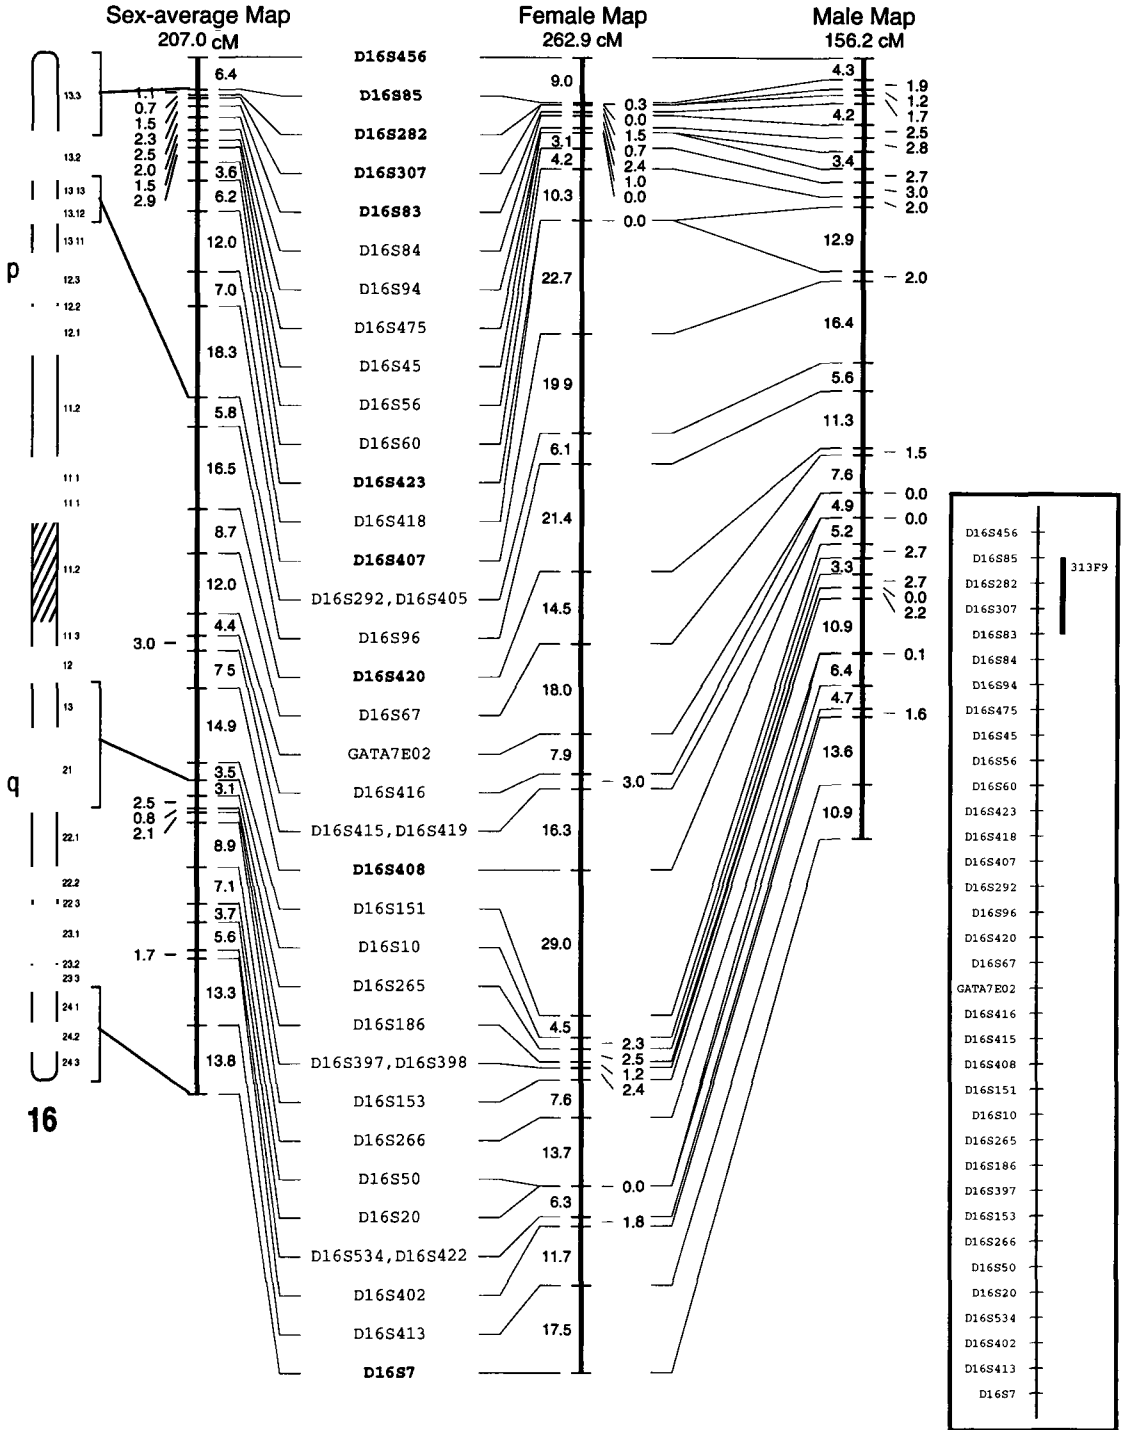 Sex-average Map
207.0 cM
Female Map
262.9 cM
Male Map
156.2 cM
p
q
16
13.3
13.2
13 13
13.12
13 11
12.3
12.2
12.1
11.2
11 1
11 1
11.2
11 3
12
13
21
22.1
22.2
22 3
23.1
23.2
23 3
24 1
24.2
24 3
6.4
1.1
0.7
1.5
2.3
2.5
2.0
1.5
2.9
3.6
6.2
12.0
7.0
18.3
5.8
16.5
8.7
12.0
4.4
3.0
7 5
14.9
3.5
3.1
2.5
0.8
2.1
8.9
7.1
3.7
5.6
1.7
13.3
13.8
D16S456
D16S85
D16S282
D16S307
D16S83
D16S84
D16S94
D16S475
D16S45
D16S56
D16S60
D16S423
D16S418
D16S407
D16S292,D16S405
D16S96
D16S420
D16S67
GATA7E02
D16S416
D16S415,D16S419
D16S408
D16S151
D16S10
D16S265
D16S186
D16S397,D16S398
D16S153
D16S266
D16S50
D16S20
D16S534,D16S422
D16S402
D16S413
D16S7
9.0
0.3
0.0
1.5
0.7
2.4
1.0
0.0
3.1
4.2
10.3
0.0
22.7
19 9
6.1
21.4
14.5
18.0
7.9
3.0
16.3
29.0
4.5
2.3
2.5
1.2
2.4
7.6
13.7
0.0
6.3
1.8
11.7
17.5
4.3
1.9
1.2
1.7
4.2
2.5
2.8
3.4
2.7
3.0
2.0
12.9
2.0
16.4
5.6
11.3
1.5
7.6
0.0
4.9
0.0
5.2
2.7
3.3
2.7
0.0
2.2
10.9
0.1
6.4
4.7
1.6
13.6
10.9
D16S456
D16S85
313F9
D16S282
D16S307
D16S83
D16S84
D16S94
D16S475
D16S45
D16S56
D16S60
D16S423
D16S418
D16S407
D16S292
D16S96
D16S420
D16S67
GATA7E02
D16S416
D16S415
D16S408
D16S151
D16S10
D16S265
D16S186
D16S397
D16S153
D16S266
D16S50
D16S20
D16S534
D16S402
D16S413
D16S7